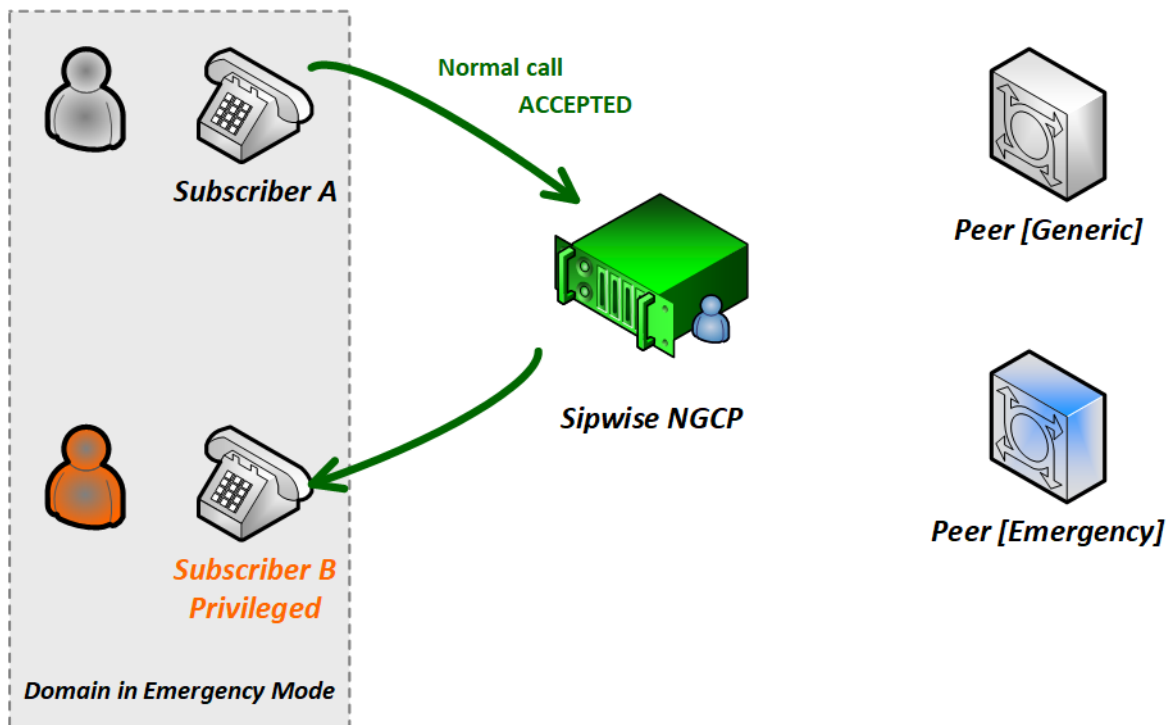 Normal call
ACCEPTED
Subscriber A
Peer [Generic]
Sipwise NGCP
Peer [Emergency]
Subscriber B
Privileged
Domain in Emergency Mode